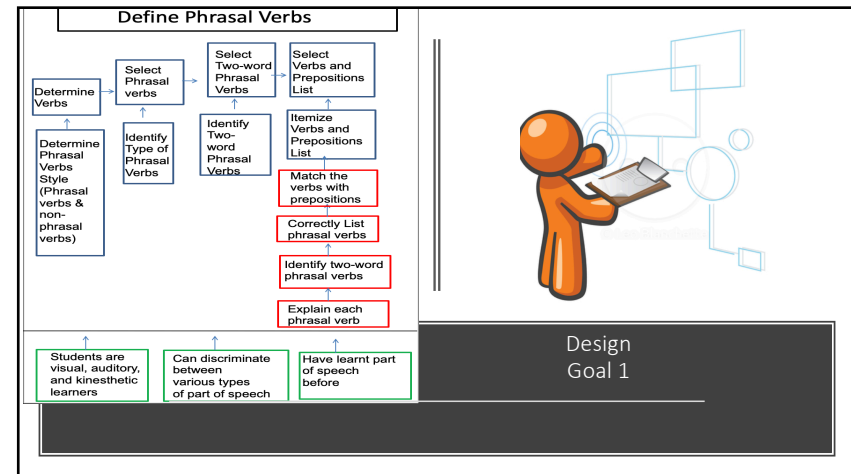 Define Phrasal Verbs
Determine
Verbs
Select
Phrasal
verbs
Select
Two-word
Phrasal
Verbs
Select
Verbs and
Prepositions
List
Determine
Phrasal
Verbs
Style
(Phrasal
verbs &
non-
phrasal
verbs)
Identify
Type of
Phrasal
Verbs
Identify
Two-
word
Phrasal
Verbs
Itemize
Verbs and
Prepositions
List
Match the
verbs with
prepositions
Correctly List
phrasal verbs
Identify two-word
phrasal verbs
Explain each
phrasal verb
Students are
visual, auditory,
and kinesthetic
learners
Can discriminate
between
various types
of part of speech
Have learnt part
of speech
before
Design
Goal 1